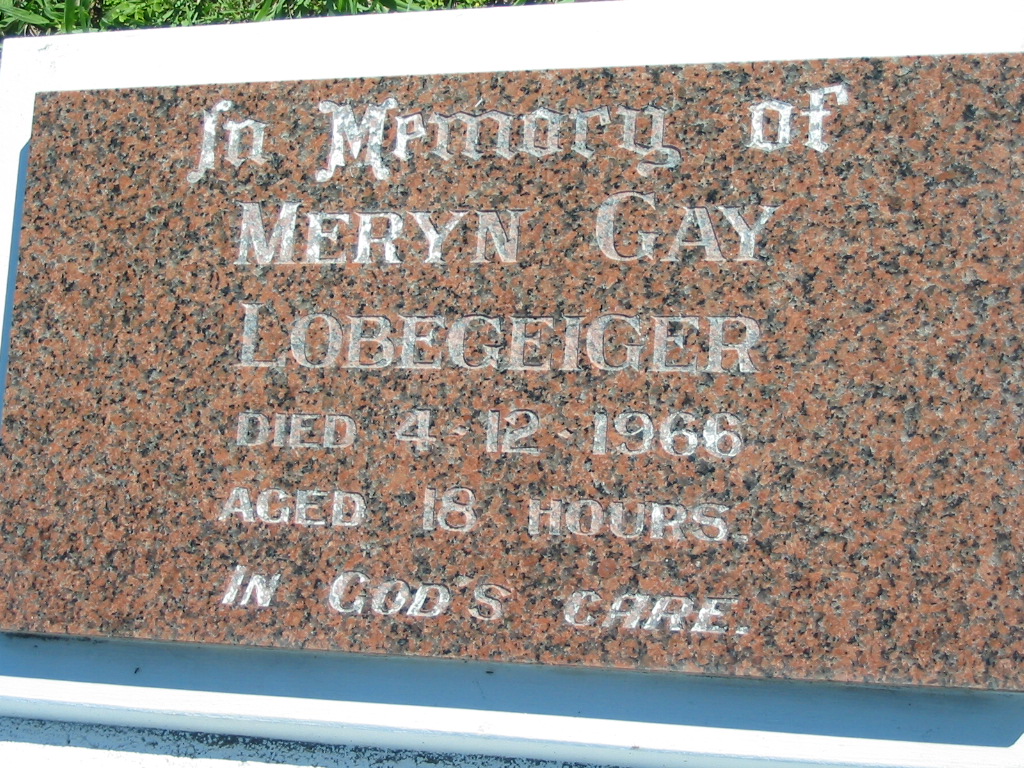 In Memory of
MERYN GAY
LOBEGEIGER
DIED 4-12-1966
AGED 18 HOURS.
IN GOD'S CARE.